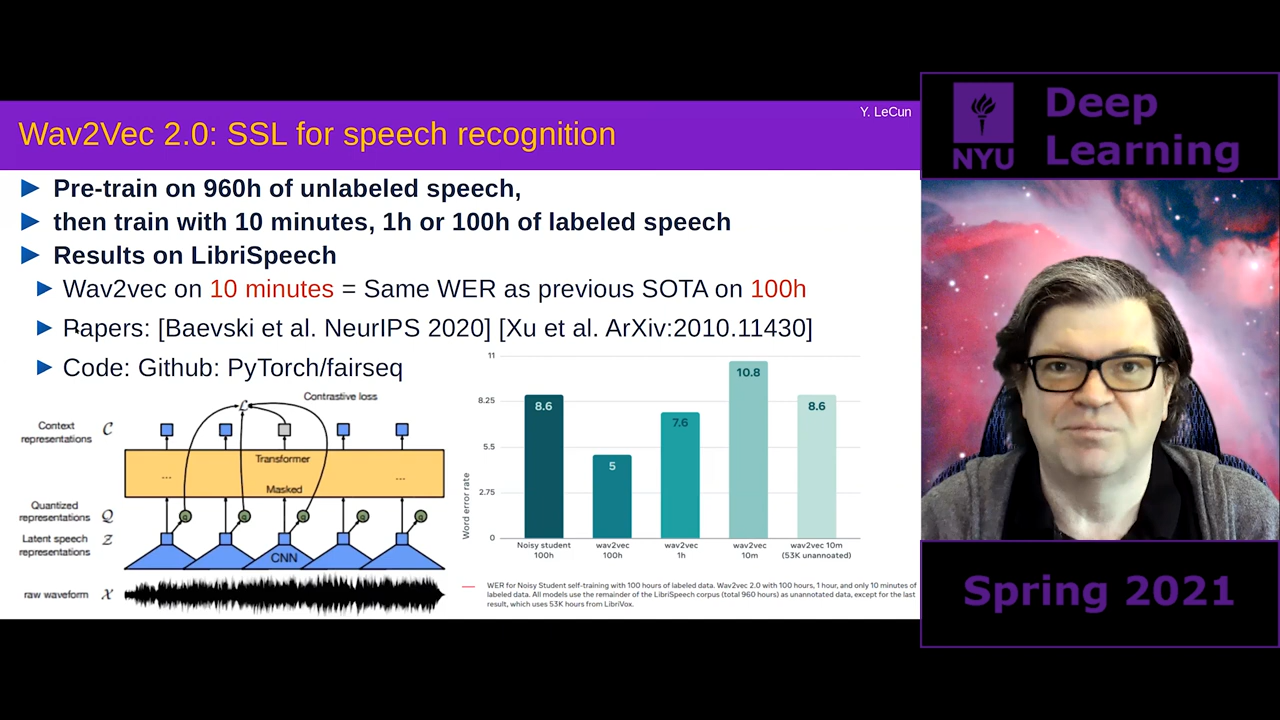 Y. LeCun
Wav2Vec 2.0: SSL for speech recognition
Pre-train on 960h of unlabeled speech,
then train with 10 minutes, 1h or 100h of labeled speech
Results on LibriSpeech
Wav2vec on 10 minutes = Same WER as previous SOTA on 100h
Papers: [Baevski et al. NeurIPS 2020] [Xu et al. ArXiv:2010.11430]
Code: Github: PyTorch/fairseq
Contrastive loss
L
Context
representations C
Transformer
... ...
Masked
Quantized
representations Q
q q q q q
Latent speech
representations Z
CNN
raw waveform X
Word error rate
11
8.25
5.5
2.75
0
8.6
5
7.6
10.8
8.6
Noisy student
100h
wav2vec
100h
wav2vec
1h
wav2vec
10m
wav2vec 10m
(53K unannoated)
WER for Noisy Student self-training with 100 hours of labeled data. Wav2vec 2.0 with 100 hours, 1 hour, and only 10 minutes of
labeled data. All models use the remainder of the LibriSpeech corpus (total 960 hours) as unannotated data, except for the last
result, which uses 53K hours from LibriVox.
NYU
Deep
Learning
Spring 2021